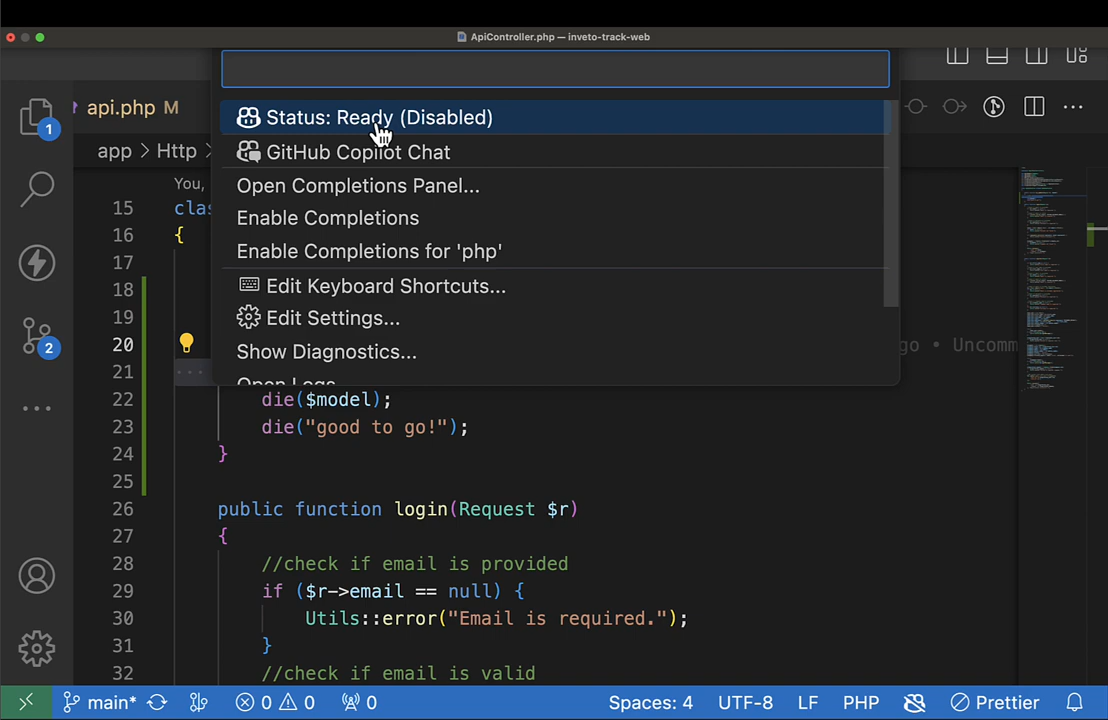 ApiController.php — inveto-track-web
api.php M
Status: Ready (Disabled)
GitHub Copilot Chat
Open Completions Panel...
Enable Completions
Enable Completions for 'php'
Edit Keyboard Shortcuts...
Edit Settings...
Show Diagnostics...
Open Logs
1
2
app > Http >
You,
15 clas
16 {
17
18
19
20 go • Uncomm
21
22 die($model);
23 die("good to go!");
24 }
25
26 public function login(Request $r)
27 {
28 //check if email is provided
29 if ($r->email == null) {
30 Utils::error("Email is required.");
31 }
32 //check if email is valid
main* 0 0 0 Spaces: 4 UTF-8 LF PHP Prettier